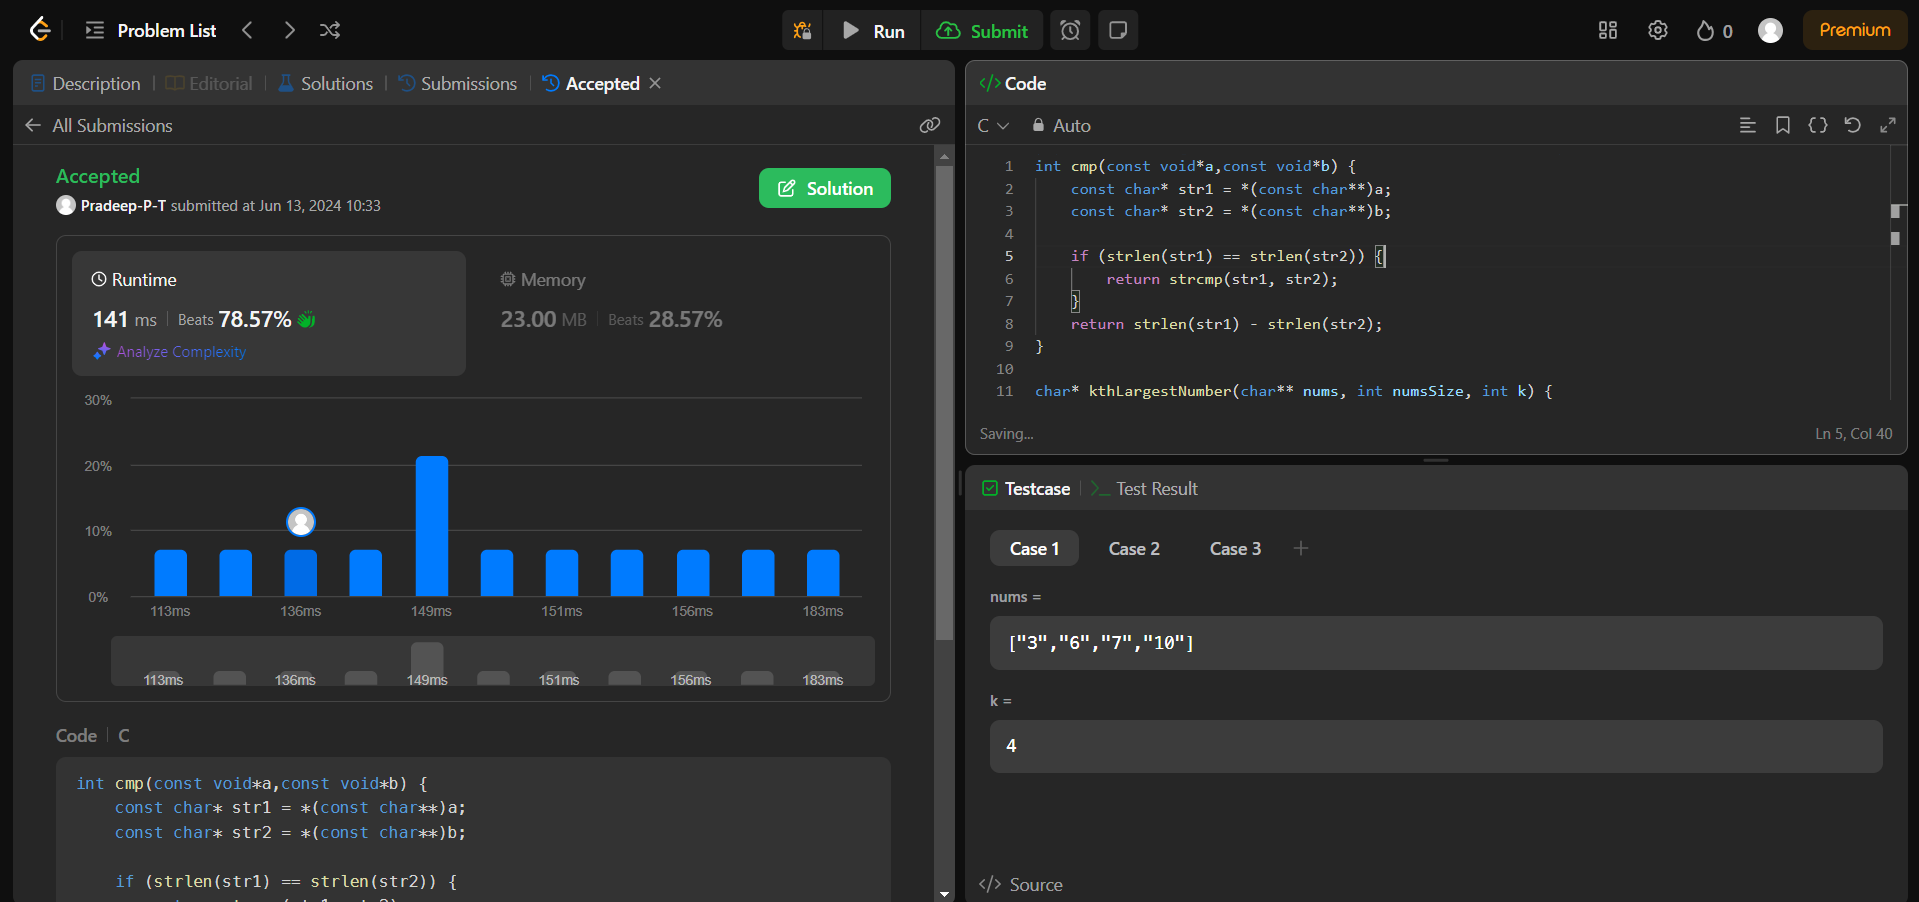 Problem List
Run
Submit
0
Premium
Description
Editorial
Solutions
Submissions
Accepted
All Submissions
Accepted
Pradeep-P-T submitted at Jun 13, 2024 10:33
Solution
Runtime
141 ms | Beats 78.57%
Analyze Complexity
Memory
23.00 MB | Beats 28.57%
30%
20%
10%
0%
113ms 136ms 149ms 151ms 156ms 183ms
113ms 136ms 149ms 151ms 156ms 183ms
Code | C
int cmp(const void*a,const void*b) {
const char* str1 = *(const char**)a;
const char* str2 = *(const char**)b;
if (strlen(str1) == strlen(str2)) {
Code
C
Auto
1 int cmp(const void*a,const void*b) {
2 const char* str1 = *(const char**)a;
3 const char* str2 = *(const char**)b;
4
5 if (strlen(str1) == strlen(str2)) {
6 return strcmp(str1, str2);
7 }
8 return strlen(str1) - strlen(str2);
9 }
10
11 char* kthLargestNumber(char** nums, int numsSize, int k) {
Saving...
Ln 5, Col 40
Testcase
Test Result
Case 1
Case 2
Case 3
nums =
["3","6","7","10"]
k =
4
Source